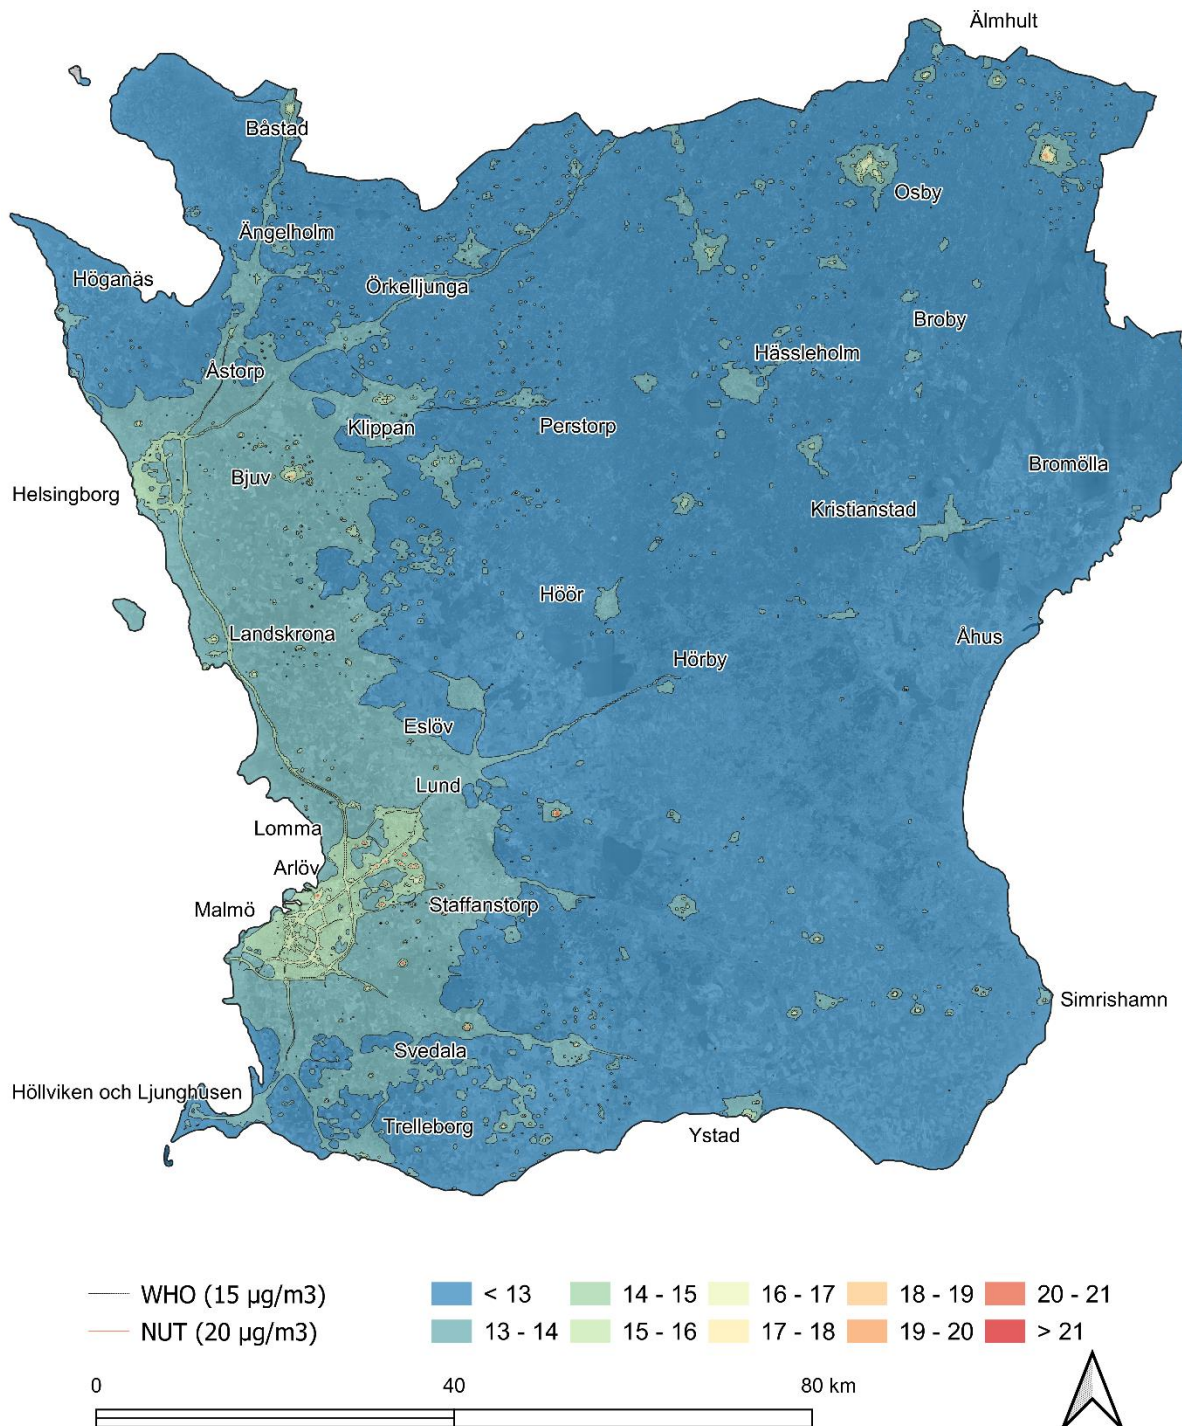 Älmhult
Båstad
Osby
Ängelholm
Höganäs
Örkelljunga
Broby
Hässleholm
Åstorp
Klippan
Perstorp
Bromölla
Bjuv
Helsingborg
Kristianstad
Höör
Landskrona
Åhus
Hörby
Eslöv
Lund
Lomma
Arlöv
Malmö
Staffanstorp
Simrishamn
Svedala
Höllviken och Ljunghusen
Trelleborg
Ystad
WHO (15 µg/m3)
NUT (20 µg/m3)
< 13
14 - 15
16 - 17
18 - 19
20 - 21
13 - 14
15 - 16
17 - 18
19 - 20
> 21
0
40
80 km